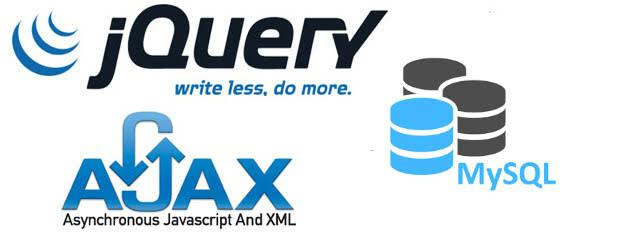 jQuery
write less, do more.
AJAX
Asynchronous Javascript And XML
MySQL